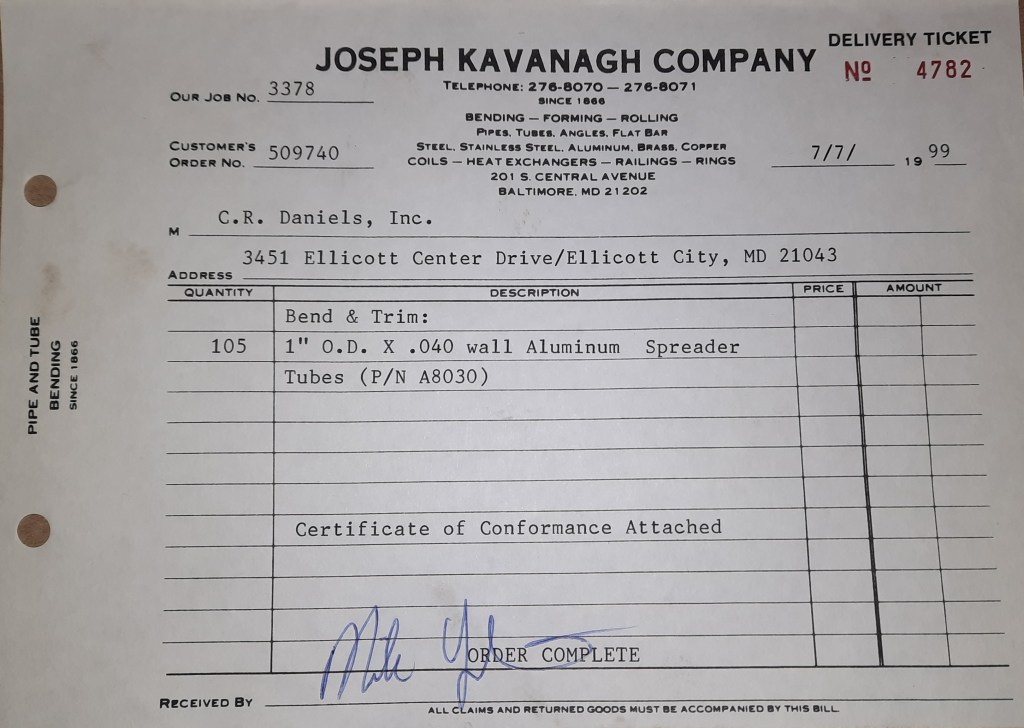 DELIVERY TICKET
JOSEPH KAVANAGH COMPANY
Nº 4782
OUR JOB NO. 3378
TELEPHONE: 276-8070 — 276-8071
SINCE 1866
BENDING — FORMING — ROLLING
PIPES, TUBES, ANGLES, FLAT BAR
CUSTOMER'S
ORDER NO. 509740
STEEL, STAINLESS STEEL, ALUMINUM, BRASS, COPPER
COILS — HEAT EXCHANGERS — RAILINGS — RINGS
7/7/ 19 99
201 S. CENTRAL AVENUE
BALTIMORE, MD 21202
M C.R. Daniels, Inc.
ADDRESS 3451 Ellicott Center Drive/Ellicott City, MD 21043
QUANTITY DESCRIPTION PRICE AMOUNT
Bend & Trim:
105 1" O.D. X .040 wall Aluminum Spreader
Tubes (P/N A8030)
Certificate of Conformance Attached
Mike
ORDER COMPLETE
RECEIVED BY
ALL CLAIMS AND RETURNED GOODS MUST BE ACCOMPANIED BY THIS BILL
PIPE AND TUBE
BENDING
SINCE 1866